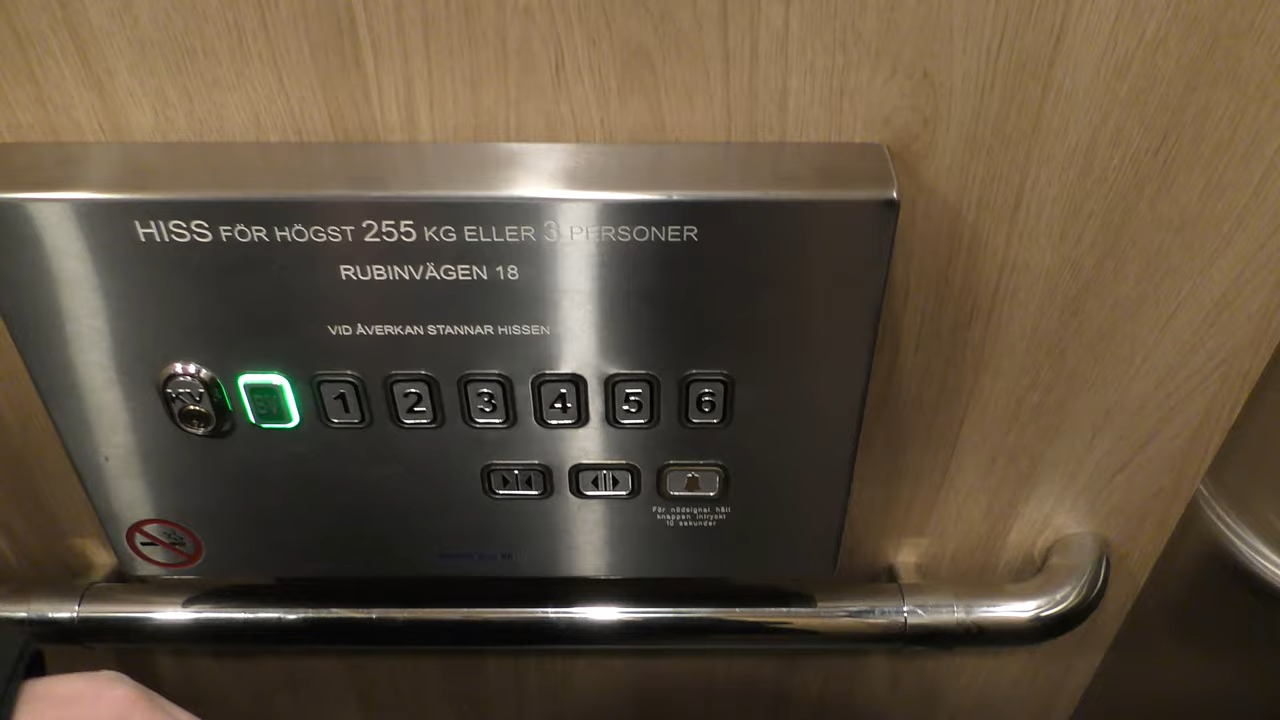 HISS FÖR HÖGST 255 KG ELLER 3 PERSONER
RUBINVÄGEN 18
VID ÅVERKAN STANNAR HISSEN
KV BV 1 2 3 4 5 6
För nödsignal håll
knappen intryckt
10 sekunder